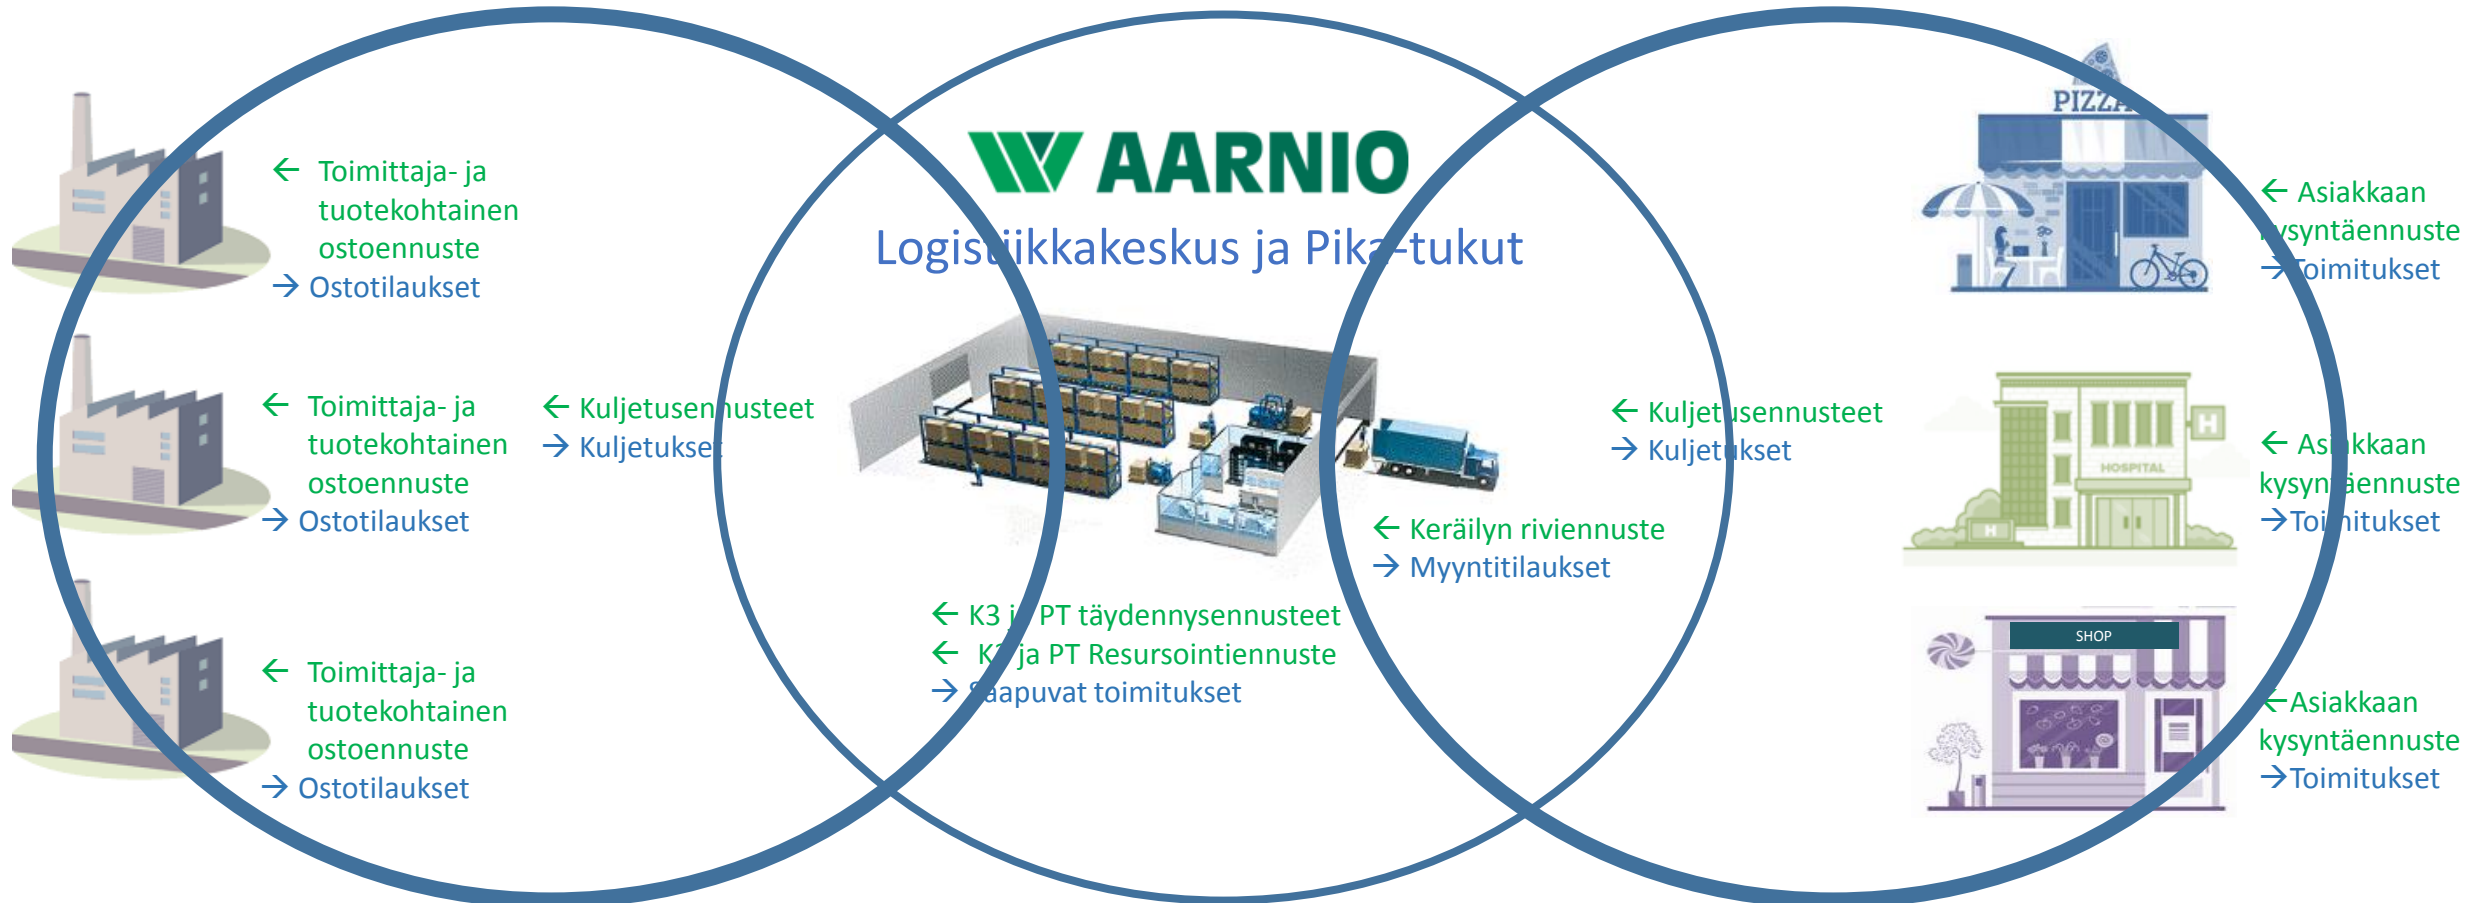 AARNIO
Logistiikkakeskus ja Pika-tukut
← Toimittaja- ja
tuotekohtainen
ostoennuste
→ Ostotilaukset
← Toimittaja- ja
tuotekohtainen
ostoennuste
→ Ostotilaukset
← Toimittaja- ja
tuotekohtainen
ostoennuste
→ Ostotilaukset
← Kuljetusennusteet
→ Kuljetukset
← K3 ja PT täydennysennusteet
← K3 ja PT Resursointiennuste
→ Saapuvat toimitukset
← Keräilyn riviennuste
→ Myyntitilaukset
← Kuljetusennusteet
→ Kuljetukset
PIZZA
← Asiakkaan
kysyntäennuste
→Toimitukset
H
HOSPITAL
H
← Asiakkaan
kysyntäennuste
→Toimitukset
SHOP
←Asiakkaan
kysyntäennuste
→Toimitukset